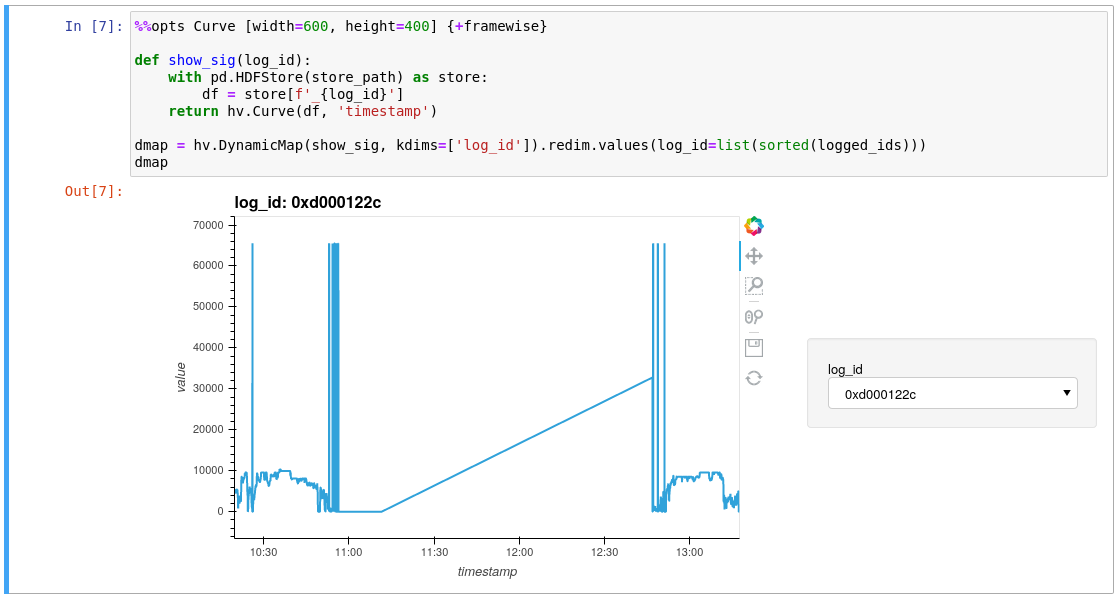 In [7]:
%%opts Curve [width=600, height=400] {+framewise}
def show_sig(log_id):
with pd.HDFStore(store_path) as store:
df = store[f'_{log_id}']
return hv.Curve(df, 'timestamp')
dmap = hv.DynamicMap(show_sig, kdims=['log_id']).redim.values(log_id=list(sorted(logged_ids)))
dmap
Out[7]:
log_id: 0xd000122c
70000
60000
50000
40000
30000
20000
10000
0
value
10:30
11:00
11:30
12:00
12:30
13:00
timestamp
log_id
0xd000122c